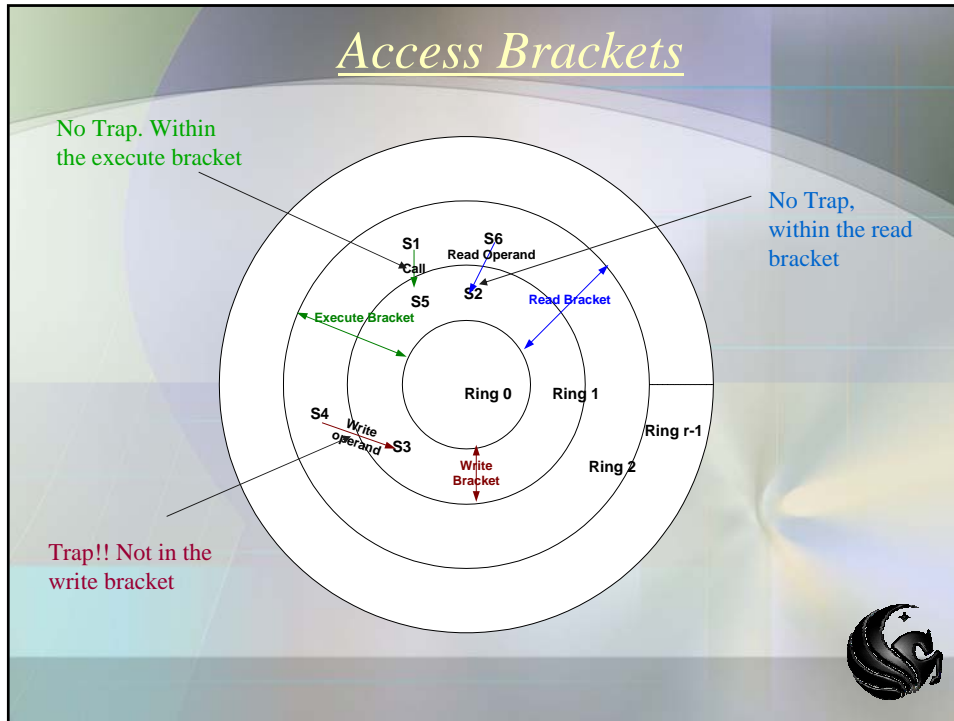 Access Brackets
No Trap. Within
the execute bracket
No Trap,
within the read
bracket
S1
S6
Call
Read Operand
S5
S2
Read Bracket
Execute Bracket
Ring 0
Ring 1
S4
Write
operand
S3
Ring r-1
Write
Bracket
Ring 2
Trap!! Not in the
write bracket